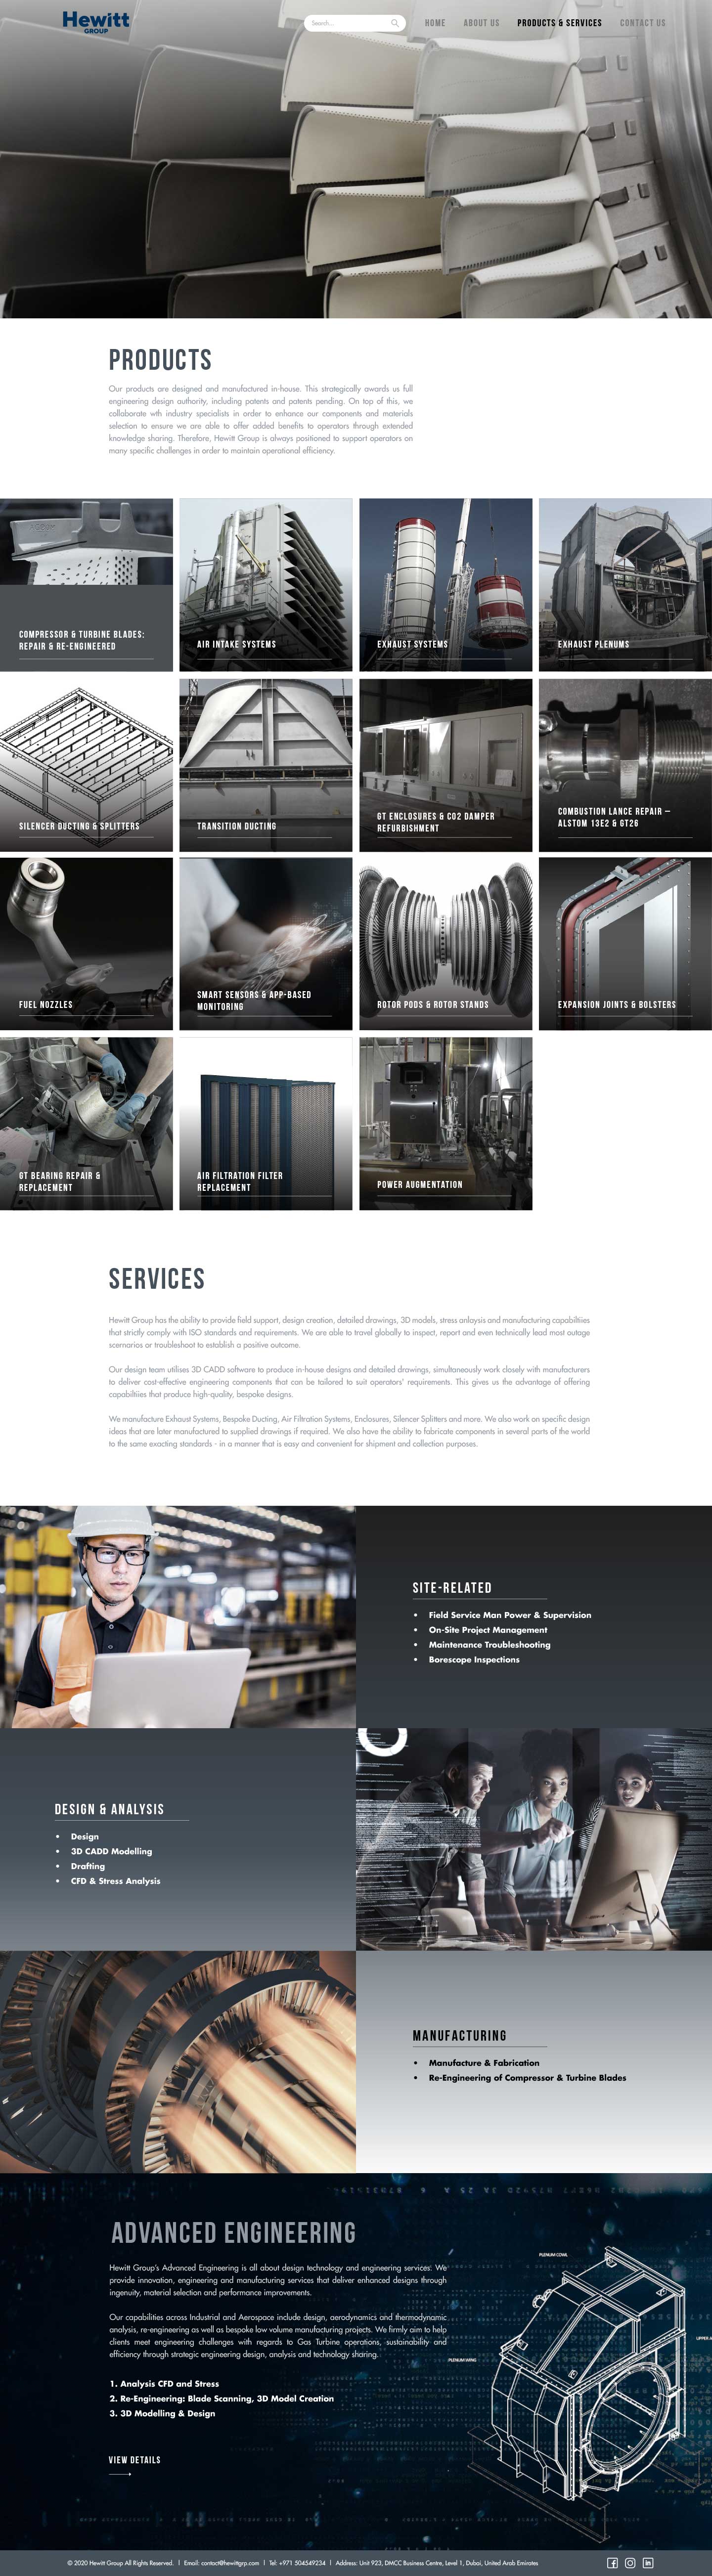 Hewitt
GROUP
Search...
HOME
ABOUT US
PRODUCTS & SERVICES
CONTACT US
PRODUCTS
Our products are designed and manufactured in-house. This strategically awards us full
engineering design authority, including patents and patents pending. On top of this, we
collaborate wth industry specialists in order to enhance our components and materials
selection to ensure we are able to offer added benefits to operators through extended
knowledge sharing. Therefore, Hewitt Group is always positioned to support operators on
many specific challenges in order to maintain operational efficiency.
COMPRESSOR & TURBINE BLADES:
REPAIR & RE-ENGINEERED
AIR INTAKE SYSTEMS
EXHAUST SYSTEMS
EXHAUST PLENUMS
SILENCER DUCTING & SPLITTERS
TRANSITION DUCTING
GT ENCLOSURES & CO2 DAMPER
REFURBISHMENT
COMBUSTION LANCE REPAIR –
ALSTOM 13E2 & GT26
FUEL NOZZLES
SMART SENSORS & APP-BASED
MONITORING
ROTOR PODS & ROTOR STANDS
EXPANSION JOINTS & BOLSTERS
GT BEARING REPAIR &
REPLACEMENT
AIR FILTRATION FILTER
REPLACEMENT
POWER AUGMENTATION
SERVICES
Hewitt Group has the ability to provide field support, design creation, detailed drawings, 3D models, stress anlaysis and manufacturing capabiltiies
that strictly comply with ISO standards and requirements. We are able to travel globally to inspect, report and even technically lead most outage
scernarios or troubleshoot to establish a positive outcome.
Our design team utilises 3D CADD software to produce in-house designs and detailed drawings, simultaneously work closely with manufacturers
to deliver cost-effective engineering components that can be tailored to suit operators' requirements. This gives us the advantage of offering
capabiltiies that produce high-quality, bespoke designs.
We manufacture Exhaust Systems, Bespoke Ducting, Air Filtration Systems, Enclosures, Silencer Splitters and more. We also work on specific design
ideas that are later manufactured to supplied drawings if required. We also have the ability to fabricate components in several parts of the world
to the same exacting standards - in a manner that is easy and convenient for shipment and collection purposes.
SITE-RELATED
• Field Service Man Power & Supervision
• On-Site Project Management
• Maintenance Troubleshooting
• Borescope Inspections
DESIGN & ANALYSIS
• Design
• 3D CADD Modelling
• Drafting
• CFD & Stress Analysis
MANUFACTURING
• Manufacture & Fabrication
• Re-Engineering of Compressor & Turbine Blades
ADVANCED ENGINEERING
Hewitt Group's Advanced Engineering is all about design technology and engineering services: We
provide innovation, engineering and manufacturing services that deliver enhanced designs through
ingenuity, material selection and performance improvements.
Our capabilities across Industrial and Aerospace include design, aerodynamics and thermodynamic
analysis, re-engineering as well as bespoke low volume manufacturing projects. We firmly aim to help
clients meet engineering challenges with regards to Gas Turbine operations, sustainability and
efficiency through strategic engineering design, analysis and technology sharing.
1. Analysis CFD and Stress
2. Re-Engineering: Blade Scanning, 3D Model Creation
3. 3D Modelling & Design
VIEW DETAILS
PLENUM COWL
UPPER A
PLENUM WING
© 2020 Hewitt Group All Rights Reserved. | Email: contact@hewittgrp.com | Tel: +971 504549234 | Address: Unit 923, DMCC Business Centre, Level 1, Dubai, United Arab Emirates